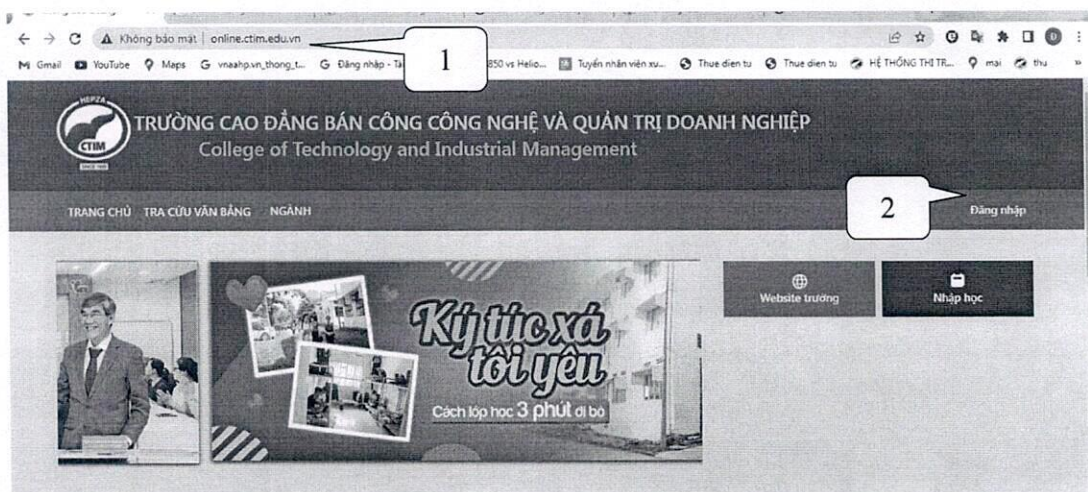 Không bảo mật | online.ctim.edu.vn
1
M Gmail YouTube Maps vnaahp.vn_thong_t... Đăng nhập - Tà 850 vs Helio... Tuyển nhân viên xu... Thue dien tu Thue dien tu HỆ THỐNG THI TR... mai thu »
HEPZA
CTIM
TRƯỜNG CAO ĐẲNG BÁN CÔNG CÔNG NGHỆ VÀ QUẢN TRỊ DOANH NGHIỆP
College of Technology and Industrial Management
2
TRANG CHỦ TRA CỨU VĂN BẰNG NGÀNH Đăng nhập
Website trường
Nhập học
Ký túc xá
tôi yêu
Cách lớp học 3 phút đi bộ